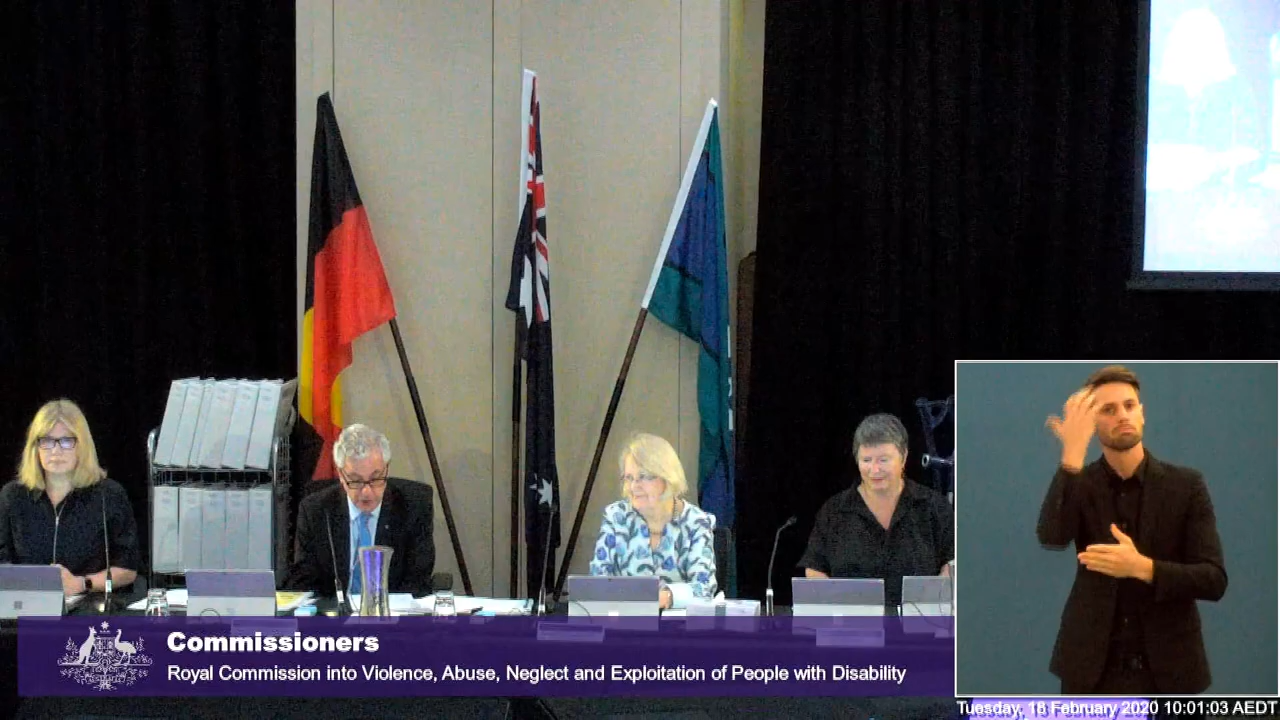 Commissioners
Royal Commission into Violence, Abuse, Neglect and Exploitation of People with Disability
Tuesday, 18 February 2020 10:01:03 AEDT